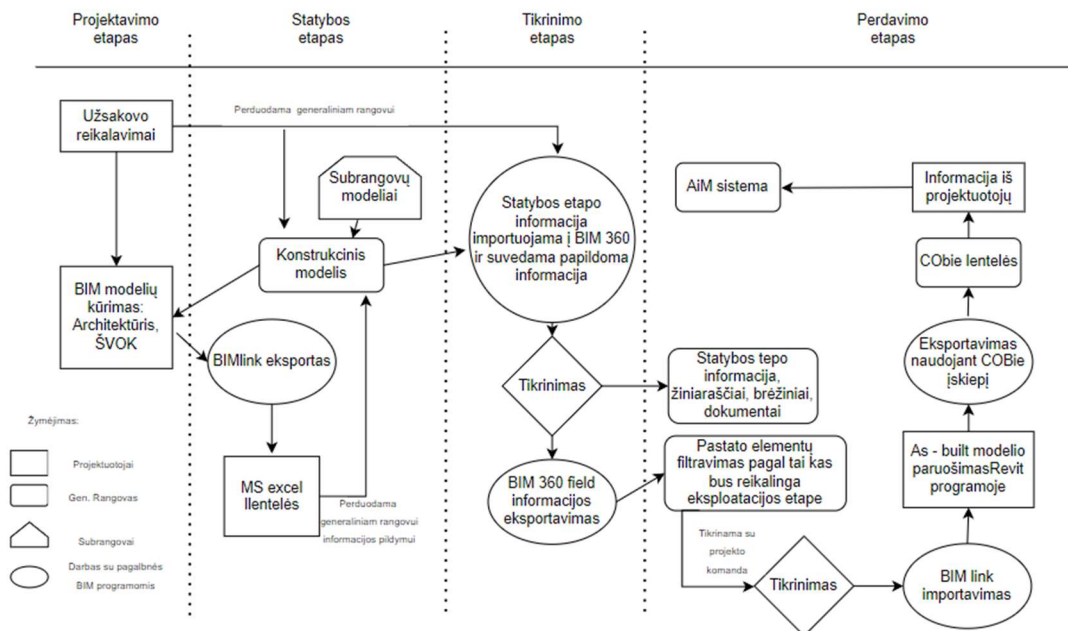 Projektavimo
etapas
Statybos
etapas
Tikrinimo
etapas
Perdavimo
etapas
Užsakovo
reikalavimai
Perduodama generaliniam rangovui
Subrangovų
modeliai
Konstrukcinis
modelis
BIM modelių
kūrimas:
Architektūris,
ŠVOK
BIMlink eksportas
MS excel
llentelės
Perduodama
generaliniam rangovui
informacijos pildymui
Statybos etapo
informacija
importuojama į BIM 360
ir suvedama papildoma
informacija
Tikrinimas
Statybos tepo
informacija,
žiniaraščiai, brėžiniai,
dokumentai
BIM 360 field
informacijos
eksportavimas
Pastato elementų
filtravimas pagal tai kas
bus reikalinga
eksploatacijos etape
Tikrinama su
projekto
komanda
Tikrinimas
BIM link
importavimas
As - built modelio
paruošimasRevit
programoje
Eksportavimas
naudojant COBie
įskiepį
CObie lentelės
Informacija iš
projektuotojų
AiM sistema
Žymėjimas:
Projektuotojai
Gen. Rangovas
Subrangovai
Darbas su pagalbnės
BIM programomis